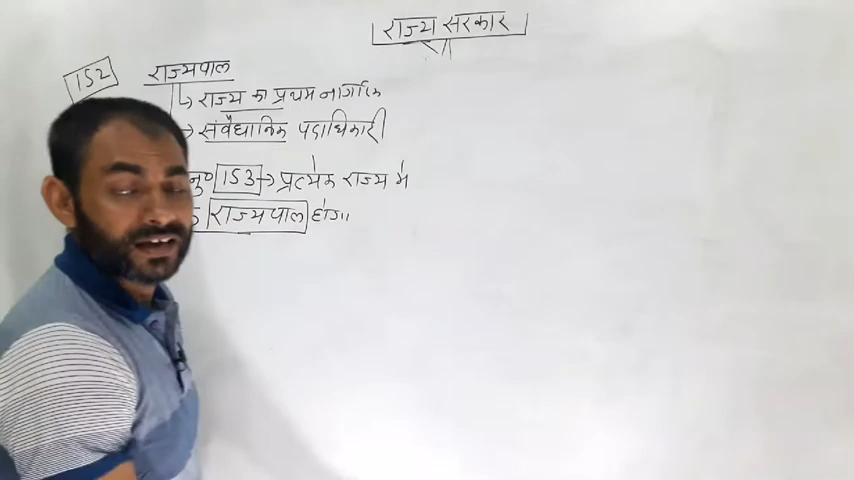 राज्य सरकार
152 राज्यपाल
राज्य का प्रथम नागरिक
संवैधानिक पदाधिकारी
153 → प्रत्येक राज्य में
राज्यपाल होगा